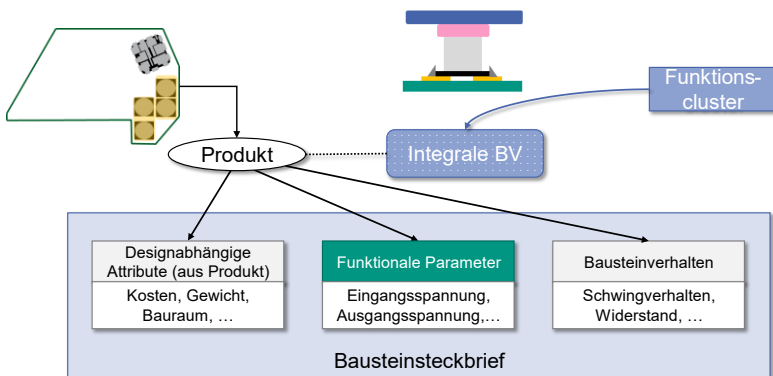 Funktions-
cluster
Produkt
Integrale BV
Designabhängige
Attribute (aus Produkt)
Kosten, Gewicht,
Bauraum, …
Funktionale Parameter
Eingangsspannung,
Ausgangsspannung,…
Bausteinverhalten
Schwingverhalten,
Widerstand, …
Bausteinsteckbrief